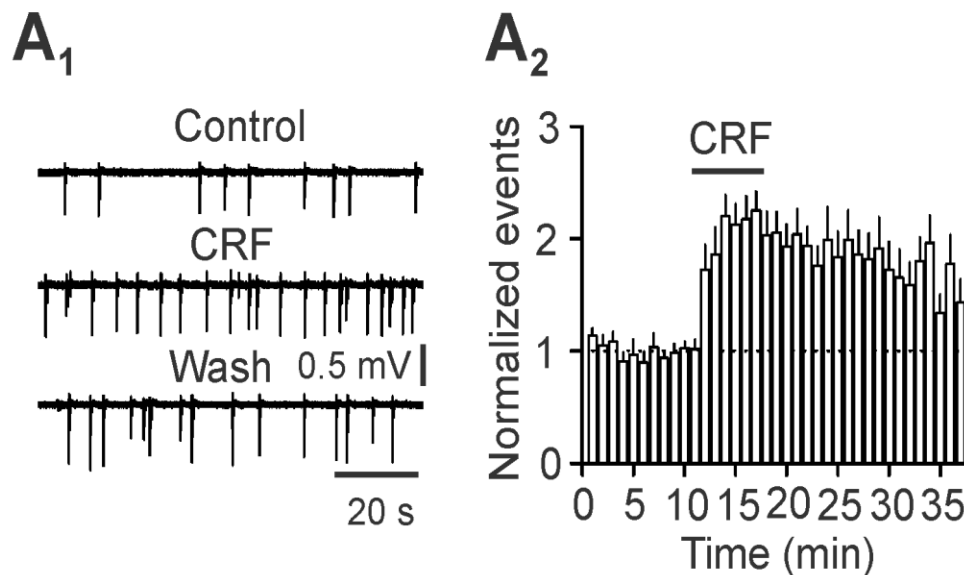 A1
Control
CRF
Wash 0.5 mV
20 s
A2
CRF
Normalized events
3
2
1
0
0 5 10 15 20 25 30 35
Time (min)